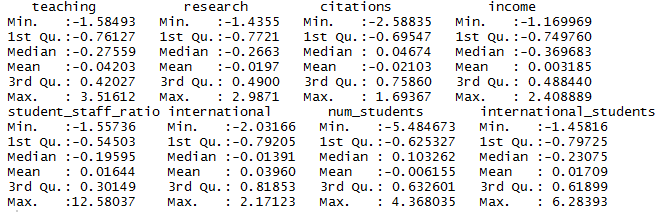 teaching research citations income
Min. :-1.58493 Min. :-1.4355 Min. :-2.58835 Min. :-1.169969
1st Qu.:-0.76127 1st Qu.:-0.7721 1st Qu.:-0.69547 1st Qu.:-0.749760
Median :-0.27559 Median :-0.2663 Median : 0.04674 Median :-0.369683
Mean :-0.04203 Mean :-0.0197 Mean :-0.02103 Mean : 0.003185
3rd Qu.: 0.42027 3rd Qu.: 0.4900 3rd Qu.: 0.75860 3rd Qu.: 0.488440
Max. : 3.51612 Max. : 2.9871 Max. : 1.69367 Max. : 2.408889
student_staff_ratio international num_students international_students
Min. :-1.55736 Min. :-2.03166 Min. :-5.484673 Min. :-1.45816
1st Qu.:-0.54503 1st Qu.:-0.79205 1st Qu.:-0.625327 1st Qu.:-0.79725
Median :-0.19595 Median :-0.01391 Median : 0.103262 Median :-0.23075
Mean : 0.01644 Mean : 0.03960 Mean :-0.006155 Mean : 0.01709
3rd Qu.: 0.30149 3rd Qu.: 0.81853 3rd Qu.: 0.632601 3rd Qu.: 0.61899
Max. :12.58037 Max. : 2.17123 Max. : 4.368035 Max. : 6.28393